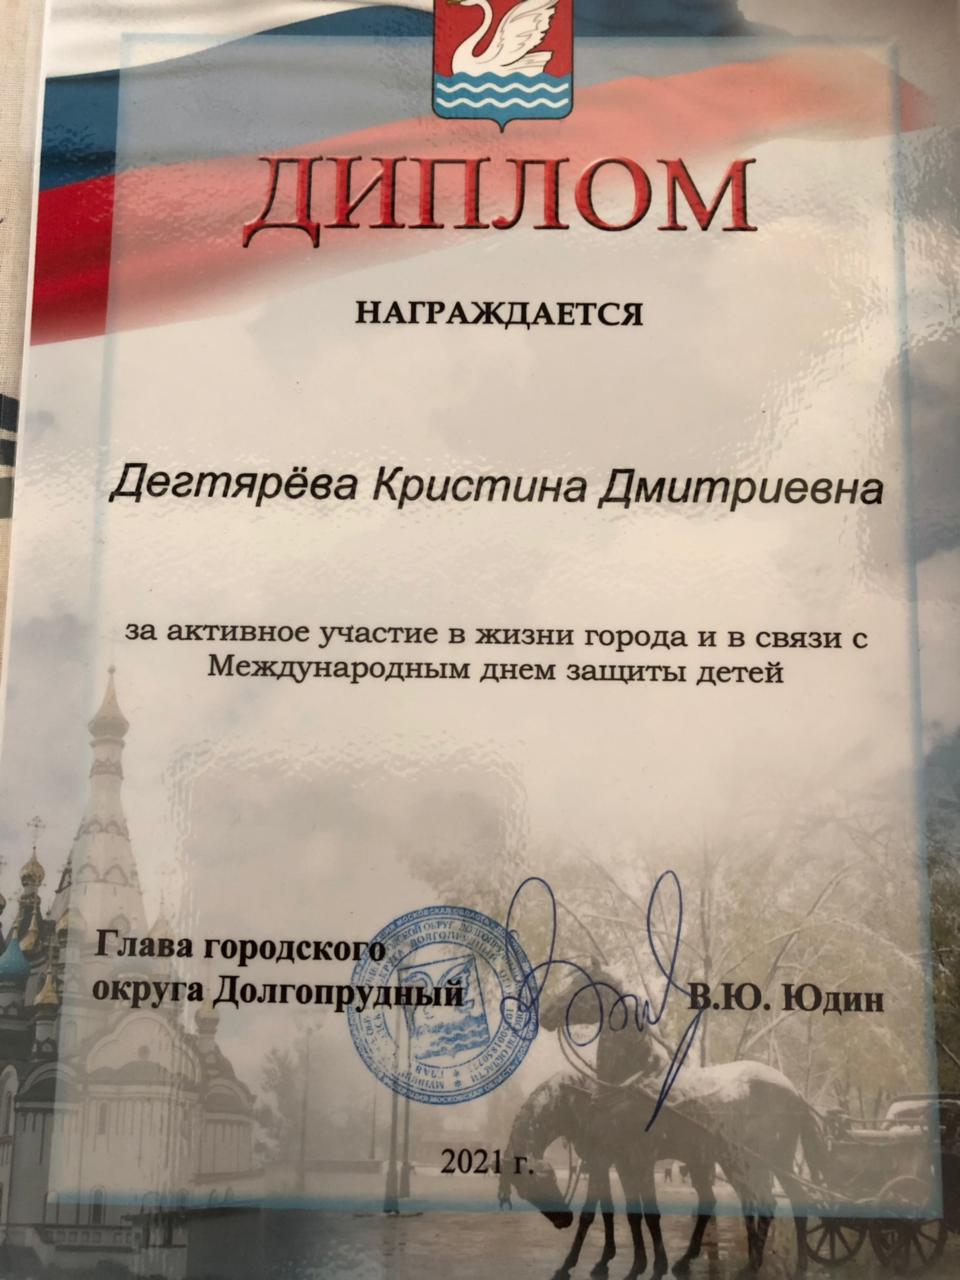 ДИПЛОМ
НАГРАЖДАЕТСЯ
Дегтярёва Кристина Дмитриевна
за активное участие в жизни города и в связи с
Международным днем защиты детей
Глава городского
округа Долгопрудный
В.Ю. Юдин
2021 г.